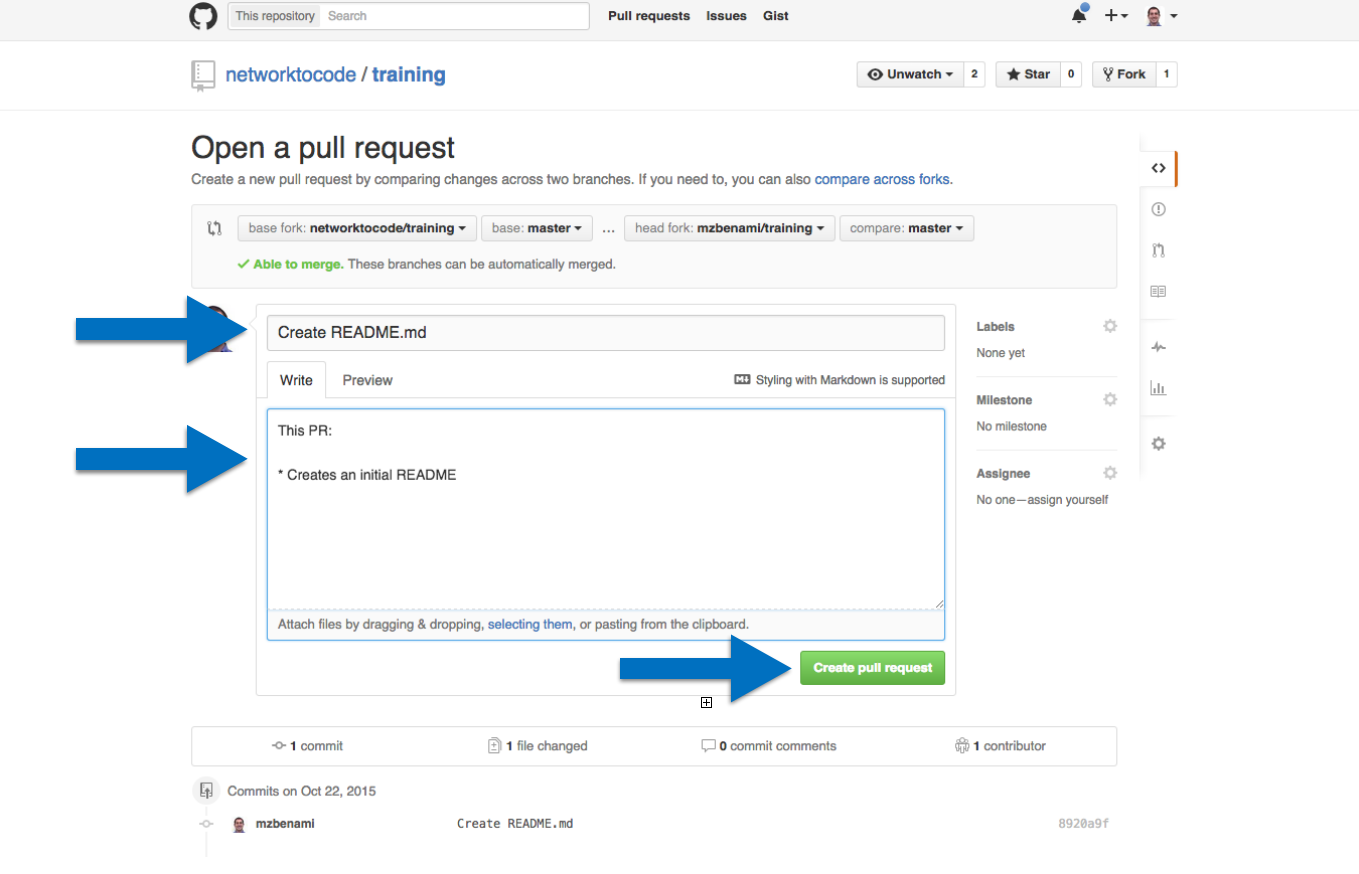 This repository Search Pull requests Issues Gist
networktocode / training Unwatch 2 Star 0 Fork 1
Open a pull request
Create a new pull request by comparing changes across two branches. If you need to, you can also compare across forks.
base fork: networktocode/training base: master ... head fork: mzbenami/training compare: master
Able to merge. These branches can be automatically merged.
Create README.md
Labels
None yet
Write Preview Styling with Markdown is supported
Milestone
No milestone
This PR:
* Creates an initial README
Assignee
No one—assign yourself
Attach files by dragging & dropping, selecting them, or pasting from the clipboard.
Create pull request
1 commit 1 file changed 0 commit comments 1 contributor
Commits on Oct 22, 2015
mzbenami Create README.md 8920a9f